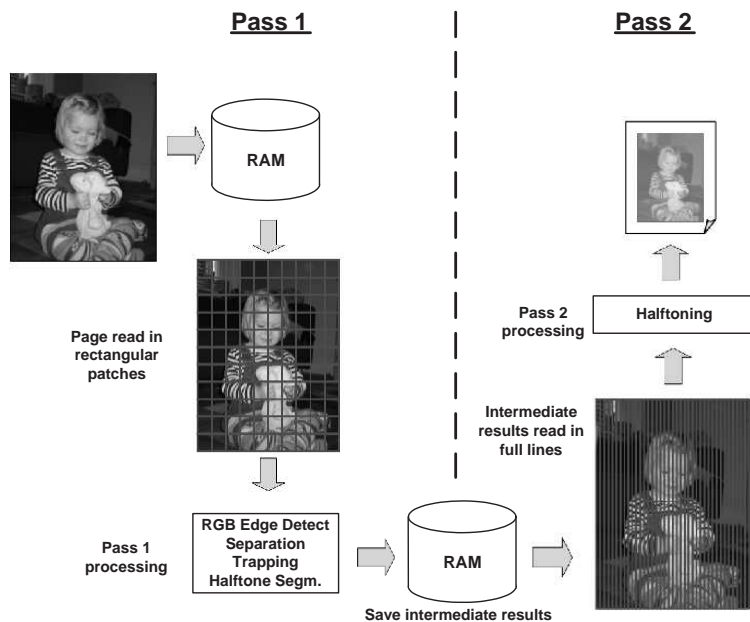 Pass 1
Pass 2
RAM
Page read in
rectangular
patches
Pass 2
processing
Halftoning
Intermediate
results read in
full lines
Pass 1
processing
RGB Edge Detect
Separation
Trapping
Halftone Segm.
RAM
Save intermediate results